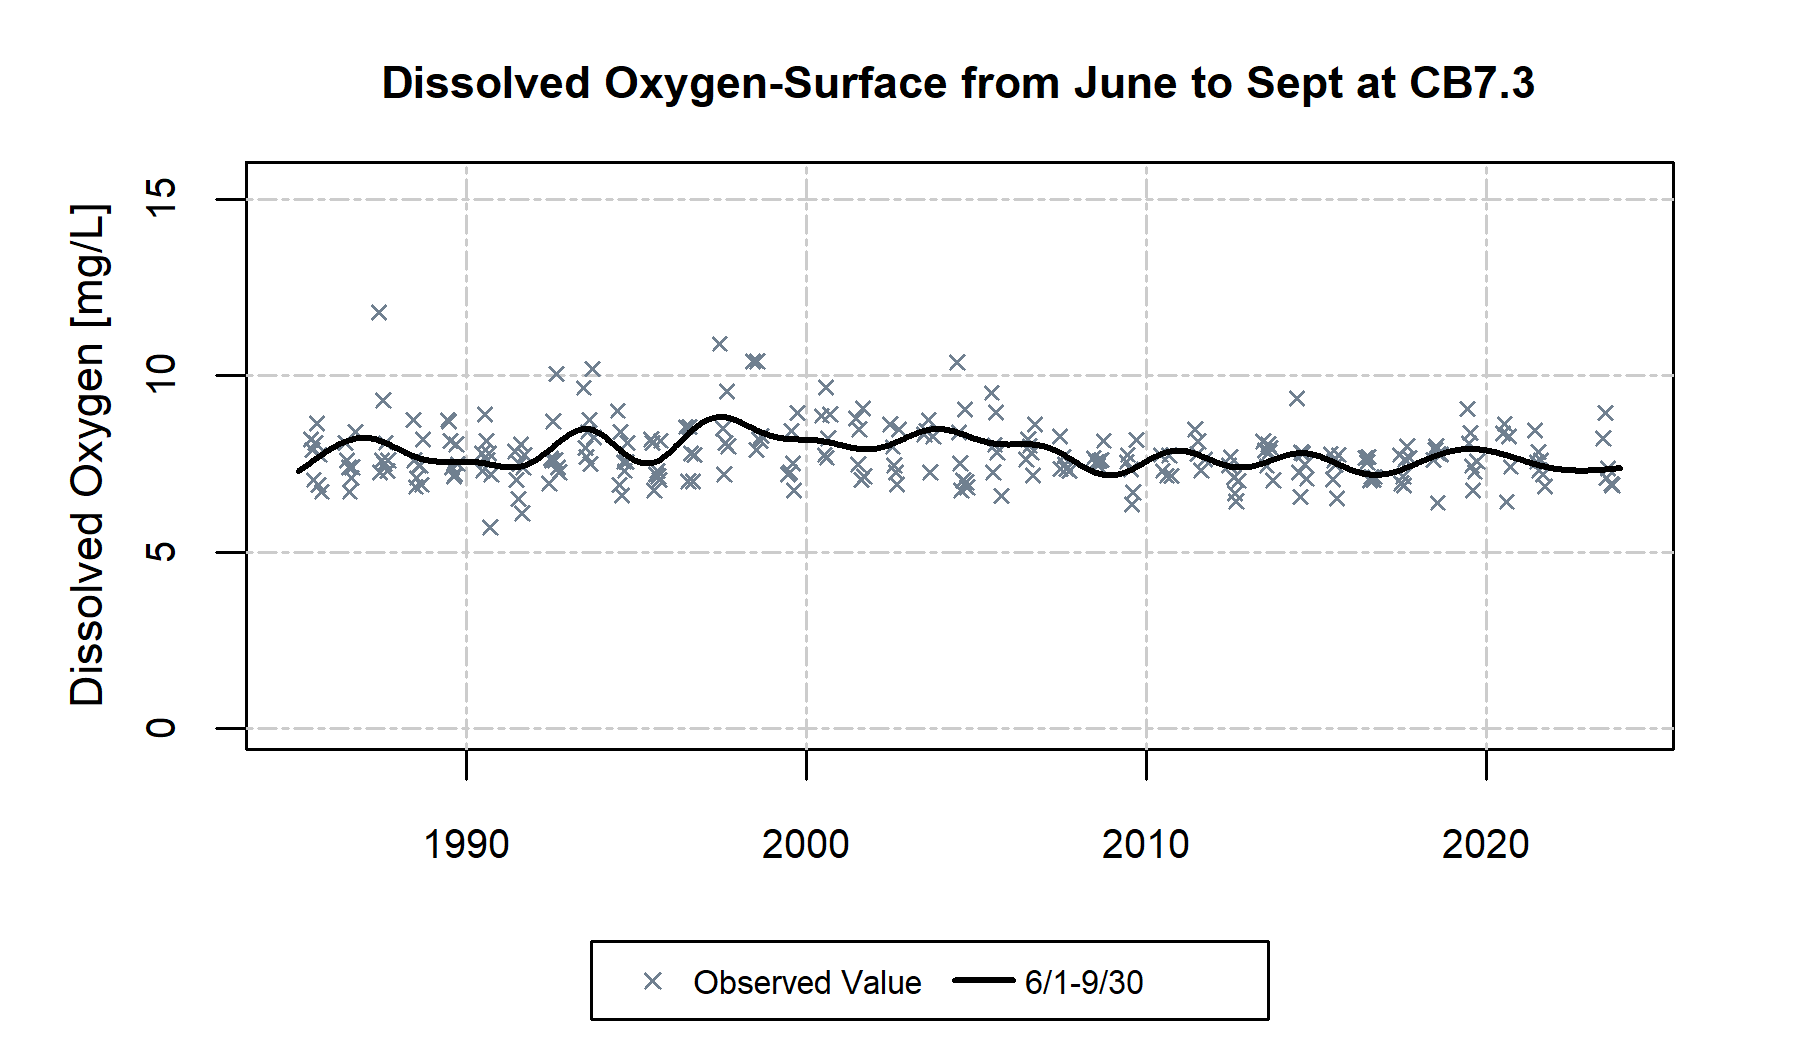 Dissolved Oxygen-Surface from June to Sept at CB7.3
Dissolved Oxygen [mg/L]
15
10
5
0
1990 2000 2010 2020
Observed Value 6/1-9/30